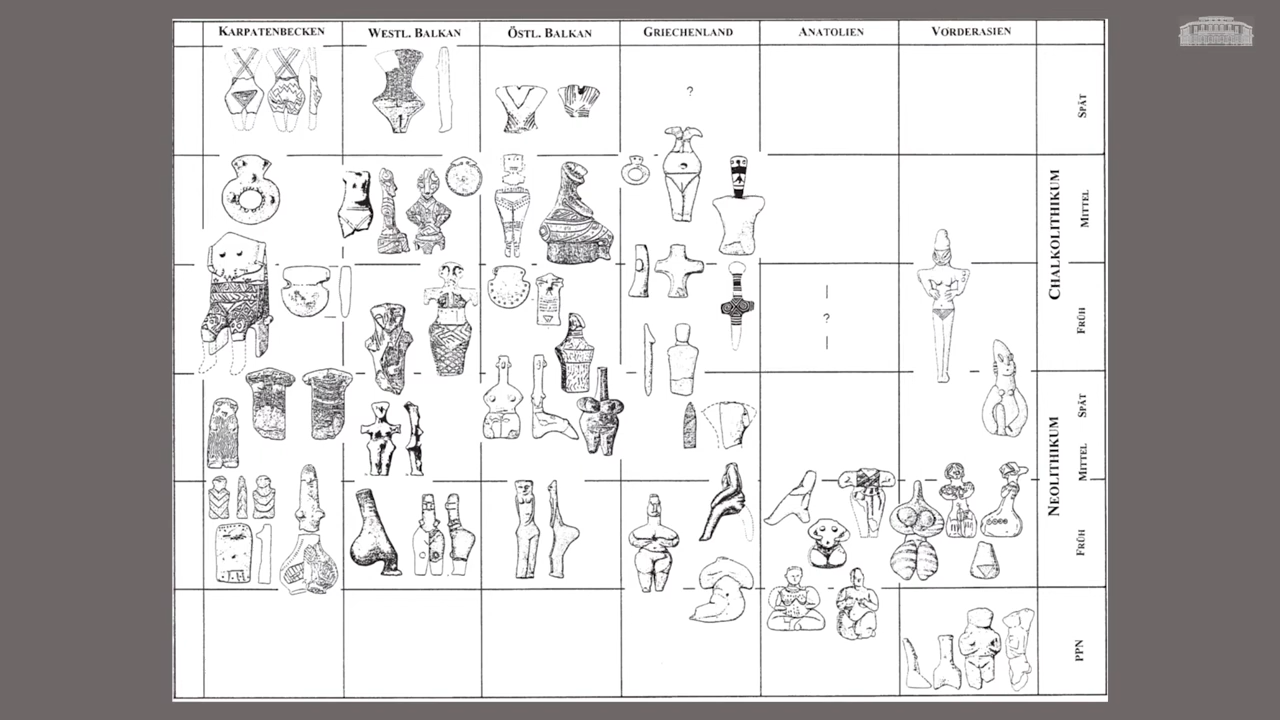 KARPATENBECKEN
WESTL. BALKAN
ÖSTL. BALKAN
GRIECHENLAND
ANATOLIEN
VORDERASIEN
?
?
SPÄT
CHALKOLITHIKUM
MITTEL
FRÜH
NEOLITHIKUM
SPÄT
MITTEL
FRÜH
PPN